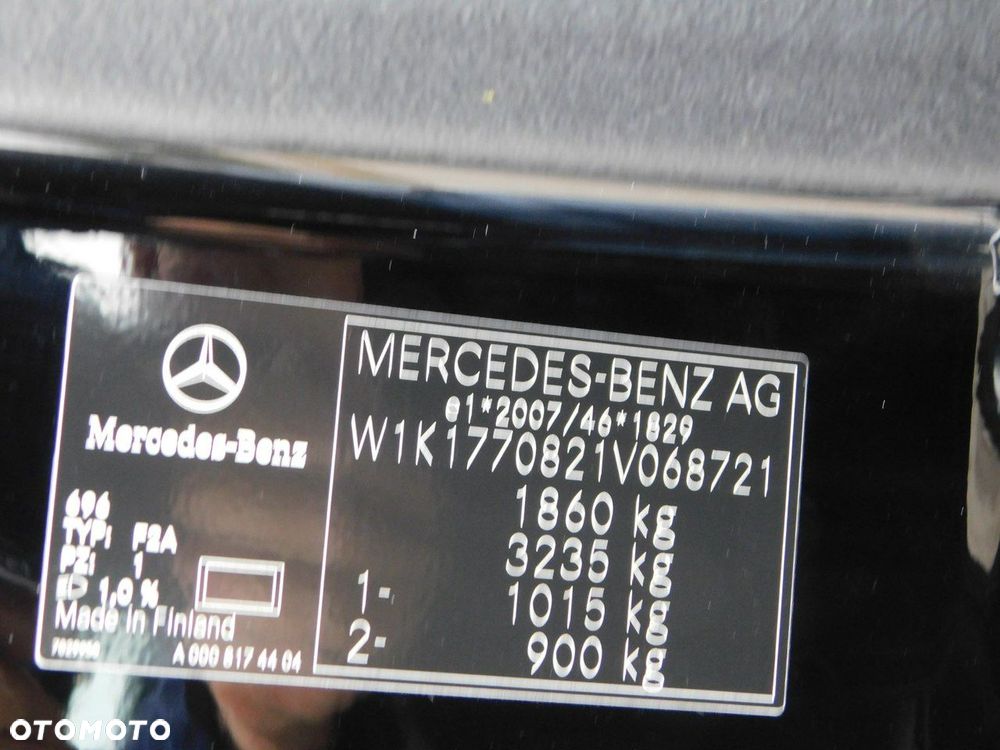 Mercedes-Benz
696
TYP: F2A
PZ: 1
ED 1,0 %
Made in Finland
A 000 817 44 04
MERCEDES-BENZ AG
e1*2007/46*1829
W1K1770821V068721
1860 kg
3235 kg
1- 1015 kg
2- 900 kg
OTOMOTO